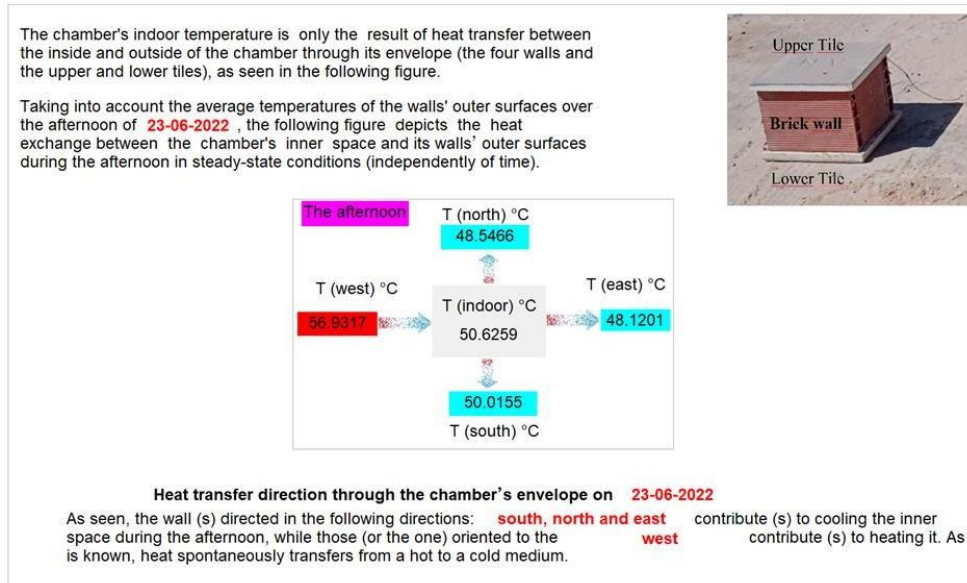 The chamber's indoor temperature is only the result of heat transfer between
the inside and outside of the chamber through its envelope (the four walls and
the upper and lower tiles), as seen in the following figure.
Taking into account the average temperatures of the walls' outer surfaces over
the afternoon of 23-06-2022 , the following figure depicts the heat
exchange between the chamber's inner space and its walls' outer surfaces
during the afternoon in steady-state conditions (independently of time).
Upper Tile
Brick wall
Lower Tile
The afternoon
T (north) °C
48.5466
T (west) °C
56.9317
T (indoor) °C
50.6259
T (east) °C
48.1201
50.0155
T (south) °C
Heat transfer direction through the chamber's envelope on 23-06-2022
As seen, the wall (s) directed in the following directions: south, north and east contribute (s) to cooling the inner
space during the afternoon, while those (or the one) oriented to the west contribute (s) to heating it. As
is known, heat spontaneously transfers from a hot to a cold medium.